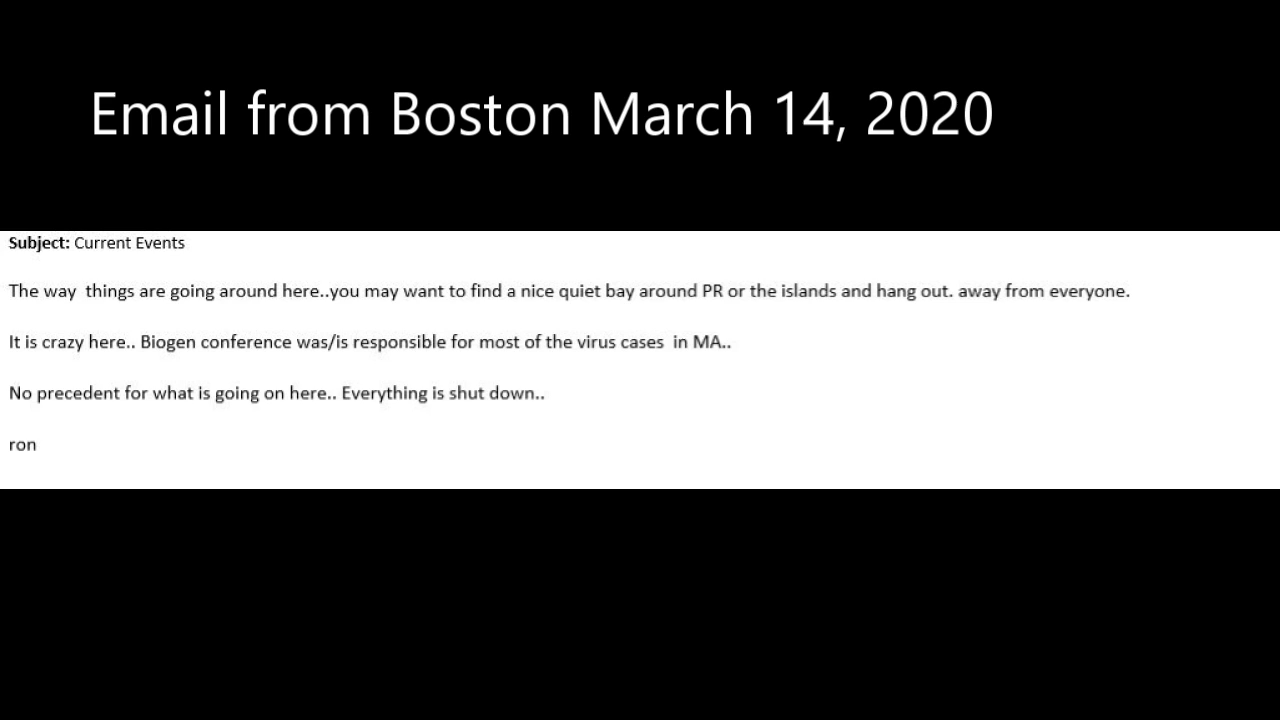 Email from Boston March 14, 2020
Subject: Current Events
The way  things are going around here..you may want to find a nice quiet bay around PR or the islands and hang out. away from everyone.
It is crazy here.. Biogen conference was/is responsible for most of the virus cases  in MA..
No precedent for what is going on here.. Everything is shut down..
ron